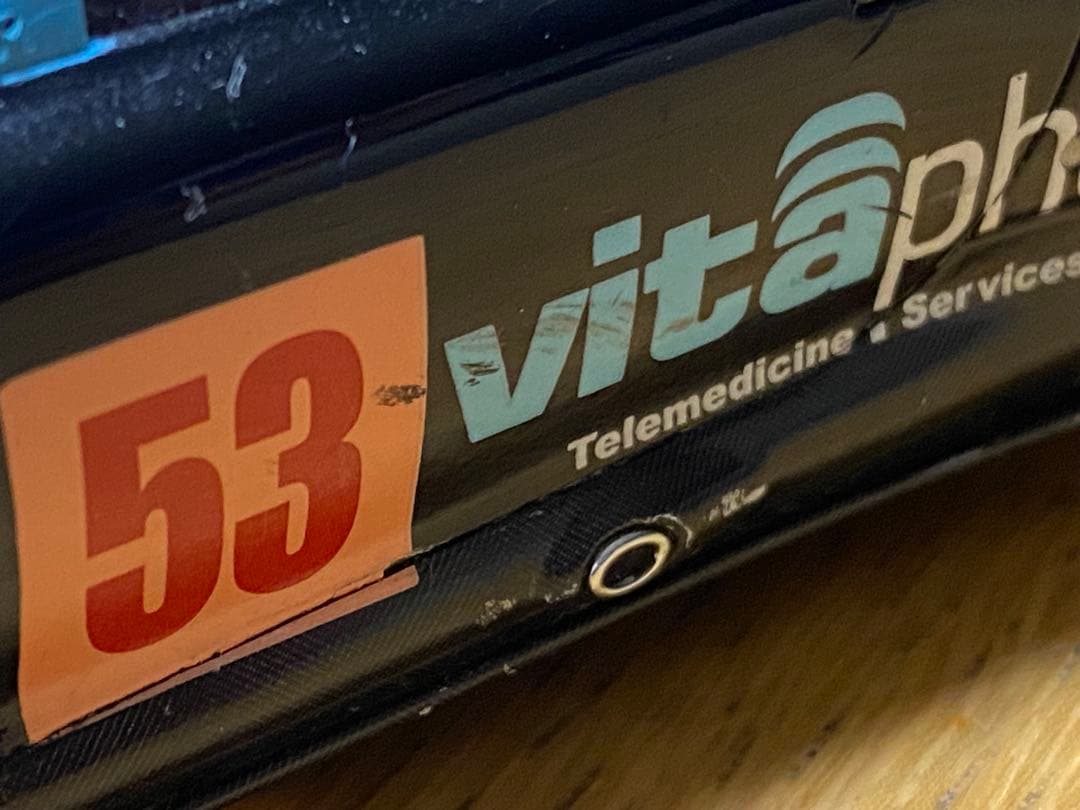 53
vitaph
Telemedicine ▪ Services